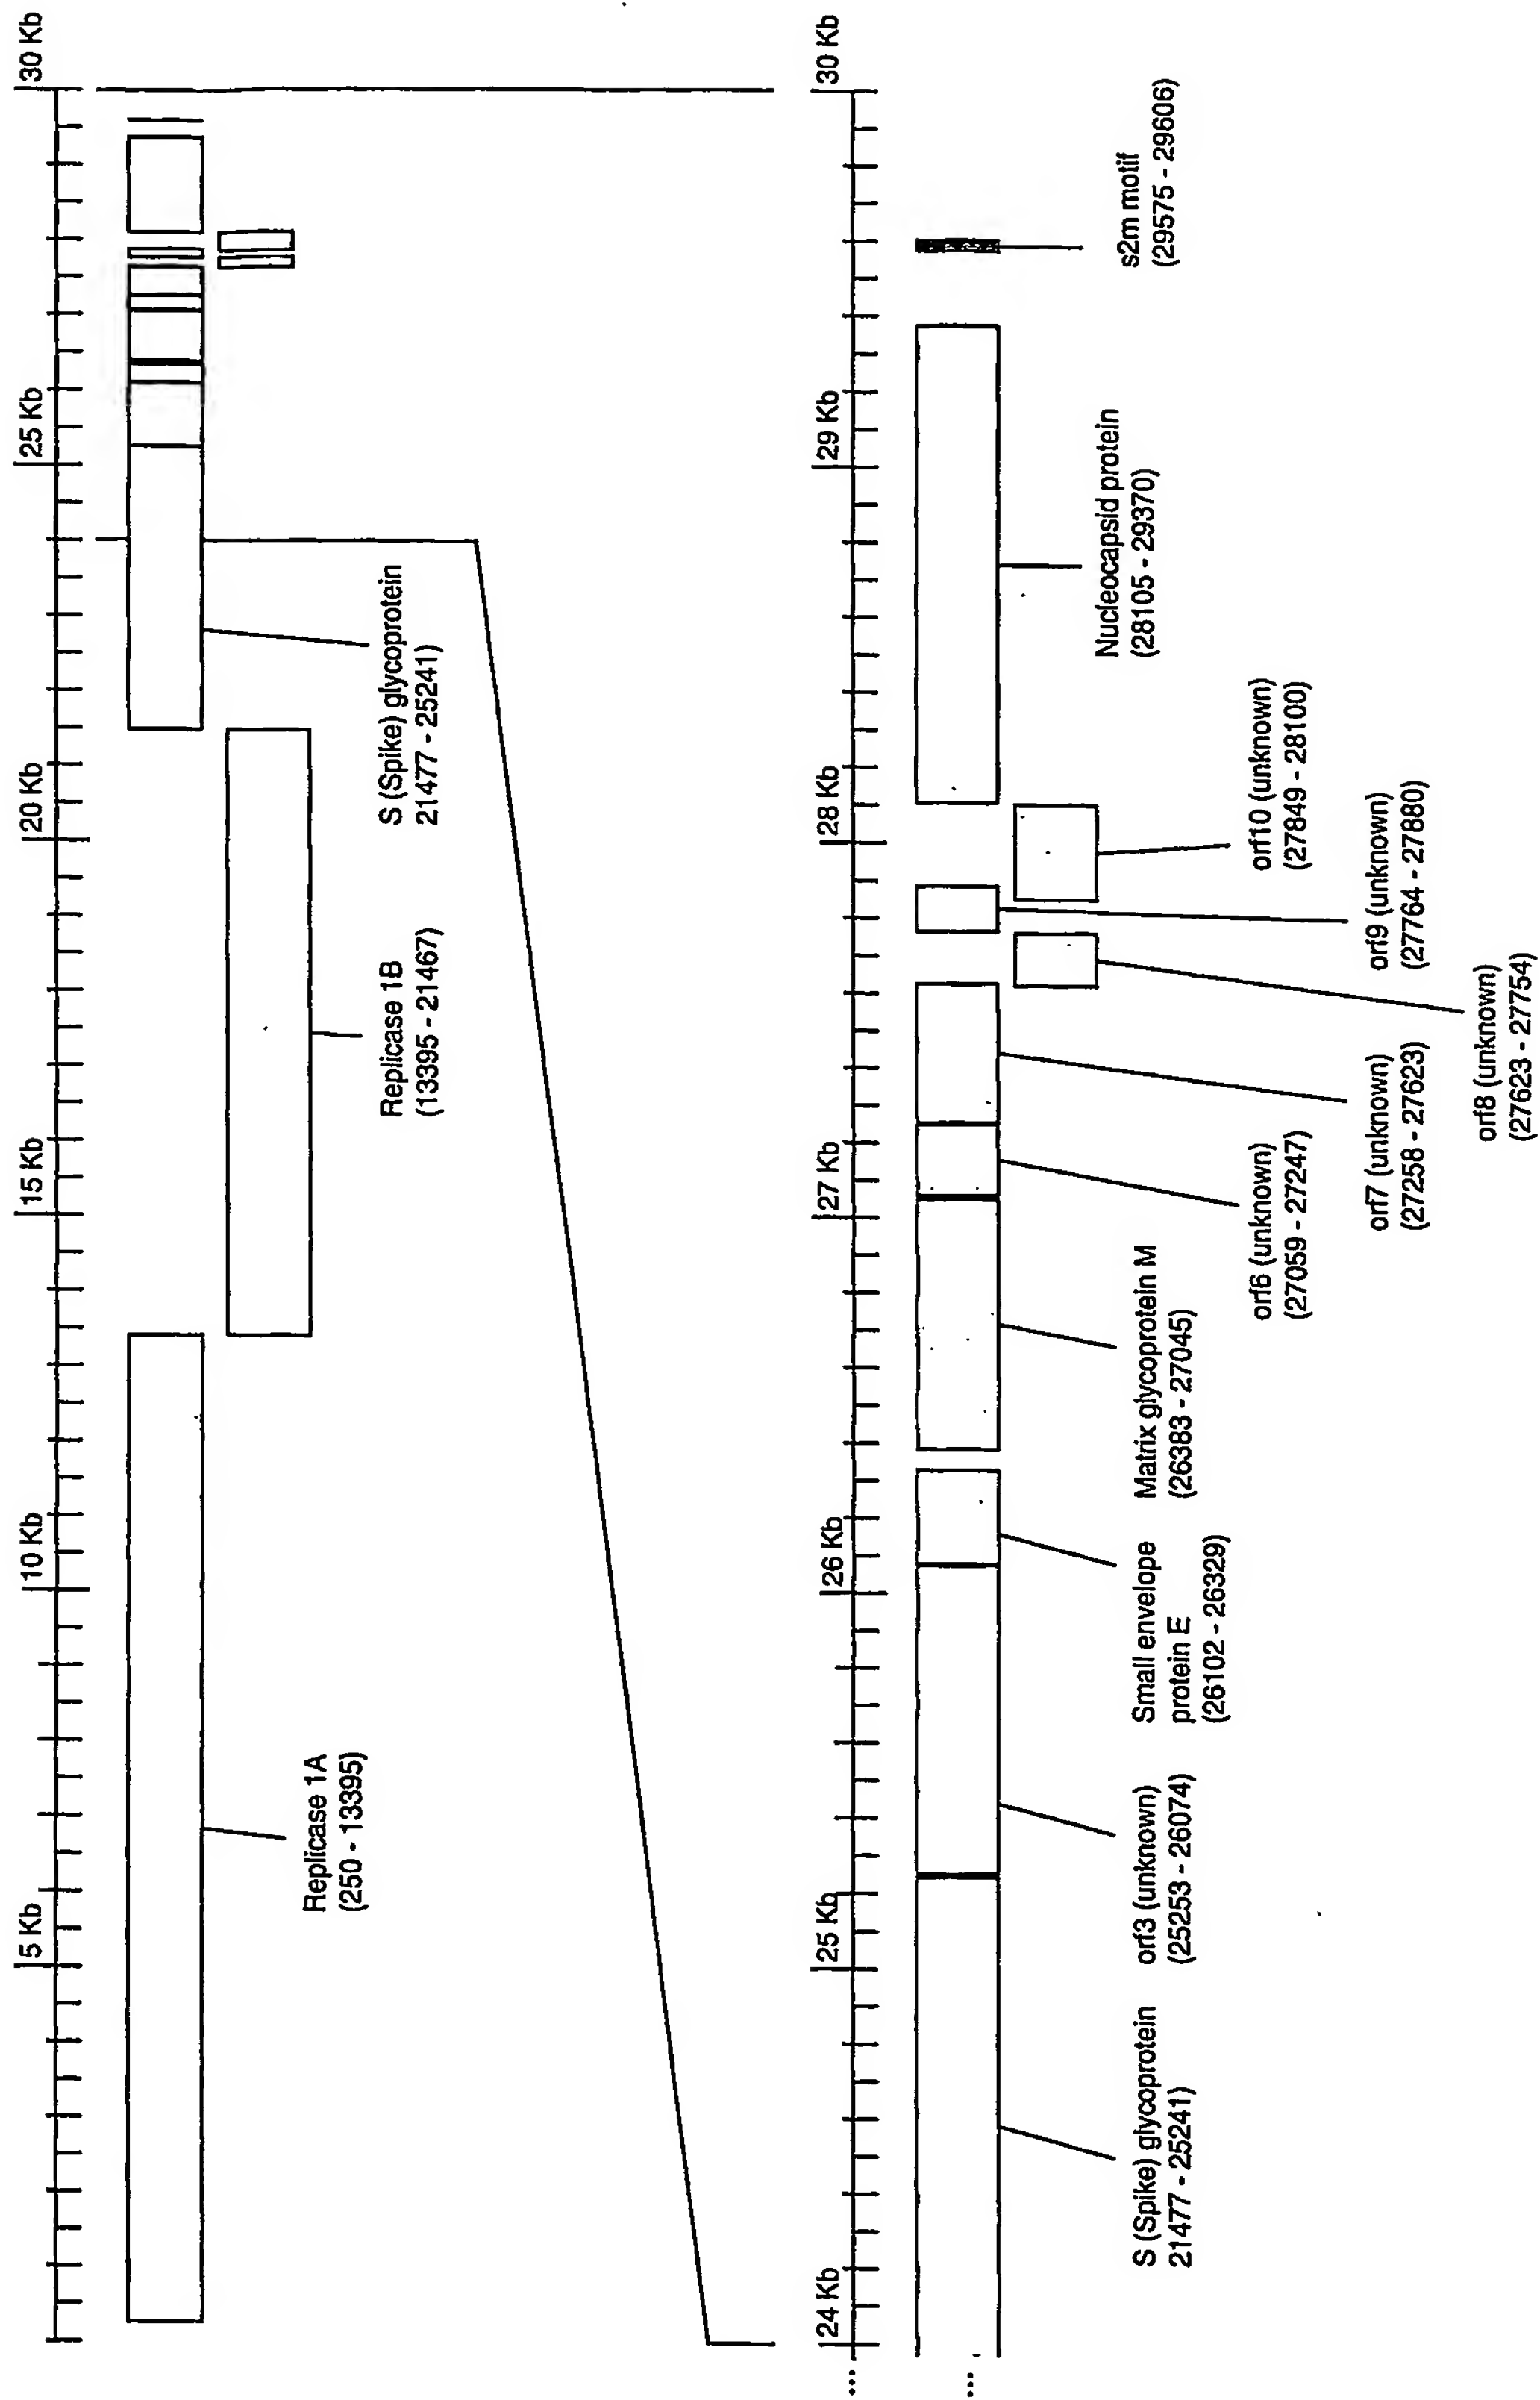 5 Kb
10 Kb
15 Kb
20 Kb
25 Kb
30 Kb
Replicase 1A
(250 - 13395)
Replicase 1B
(13395 - 21467)
S (Spike) glycoprotein
21477 - 25241)
24 Kb
25 Kb
26 Kb
27 Kb
28 Kb
29 Kb
30 Kb
...
...
S (Spike) glycoprotein
21477 - 25241)
orf3 (unknown)
(25253 - 26074)
Small envelope
protein E
(26102 - 26329)
Matrix glycoprotein M
(26383 - 27045)
orf6 (unknown)
(27059 - 27247)
orf7 (unknown)
(27258 - 27623)
orf8 (unknown)
(27623 - 27754)
orf9 (unknown)
(27764 - 27880)
orf10 (unknown)
(27849 - 28100)
Nucleocapsid protein
(28105 - 29370)
s2m motif
(29575 - 29606)